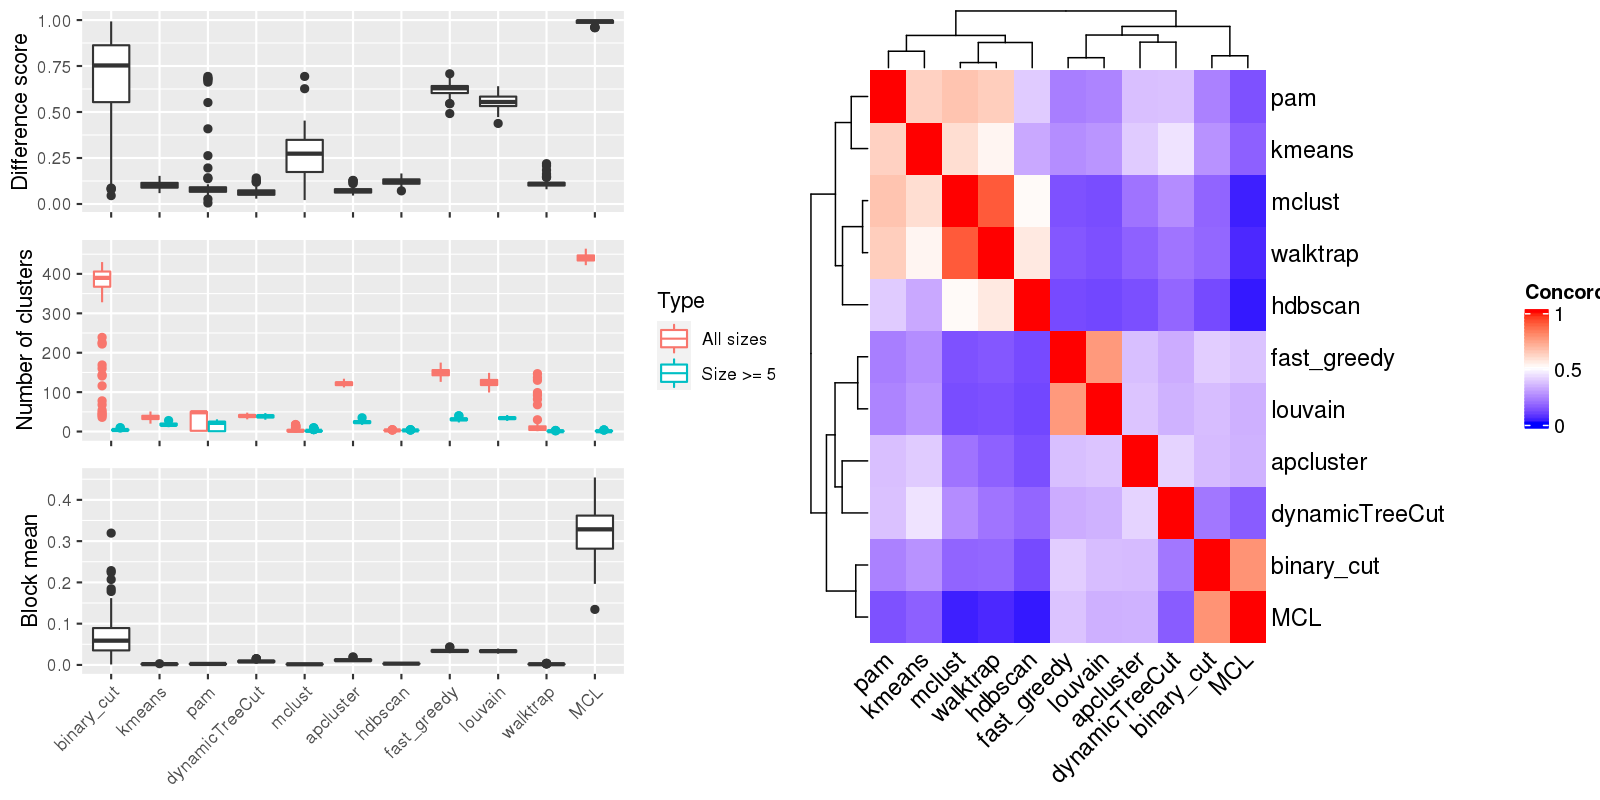 Difference score
1.00
0.75
0.50
0.25
0.00
Number of clusters
400
300
200
100
0
Block mean
0.4
0.3
0.2
0.1
0.0
binary_cut
kmeans
pam
dynamicTreeCut
mclust
apcluster
hdbscan
fast_greedy
louvain
walktrap
MCL
Type
All sizes
Size >= 5
pam
kmeans
mclust
walktrap
hdbscan
fast_greedy
louvain
apcluster
dynamicTreeCut
binary_cut
MCL
pam
kmeans
mclust
walktrap
hdbscan
fast_greedy
louvain
apcluster
dynamicTreeCut
binary_cut
MCL
Concord
1
0.5
0